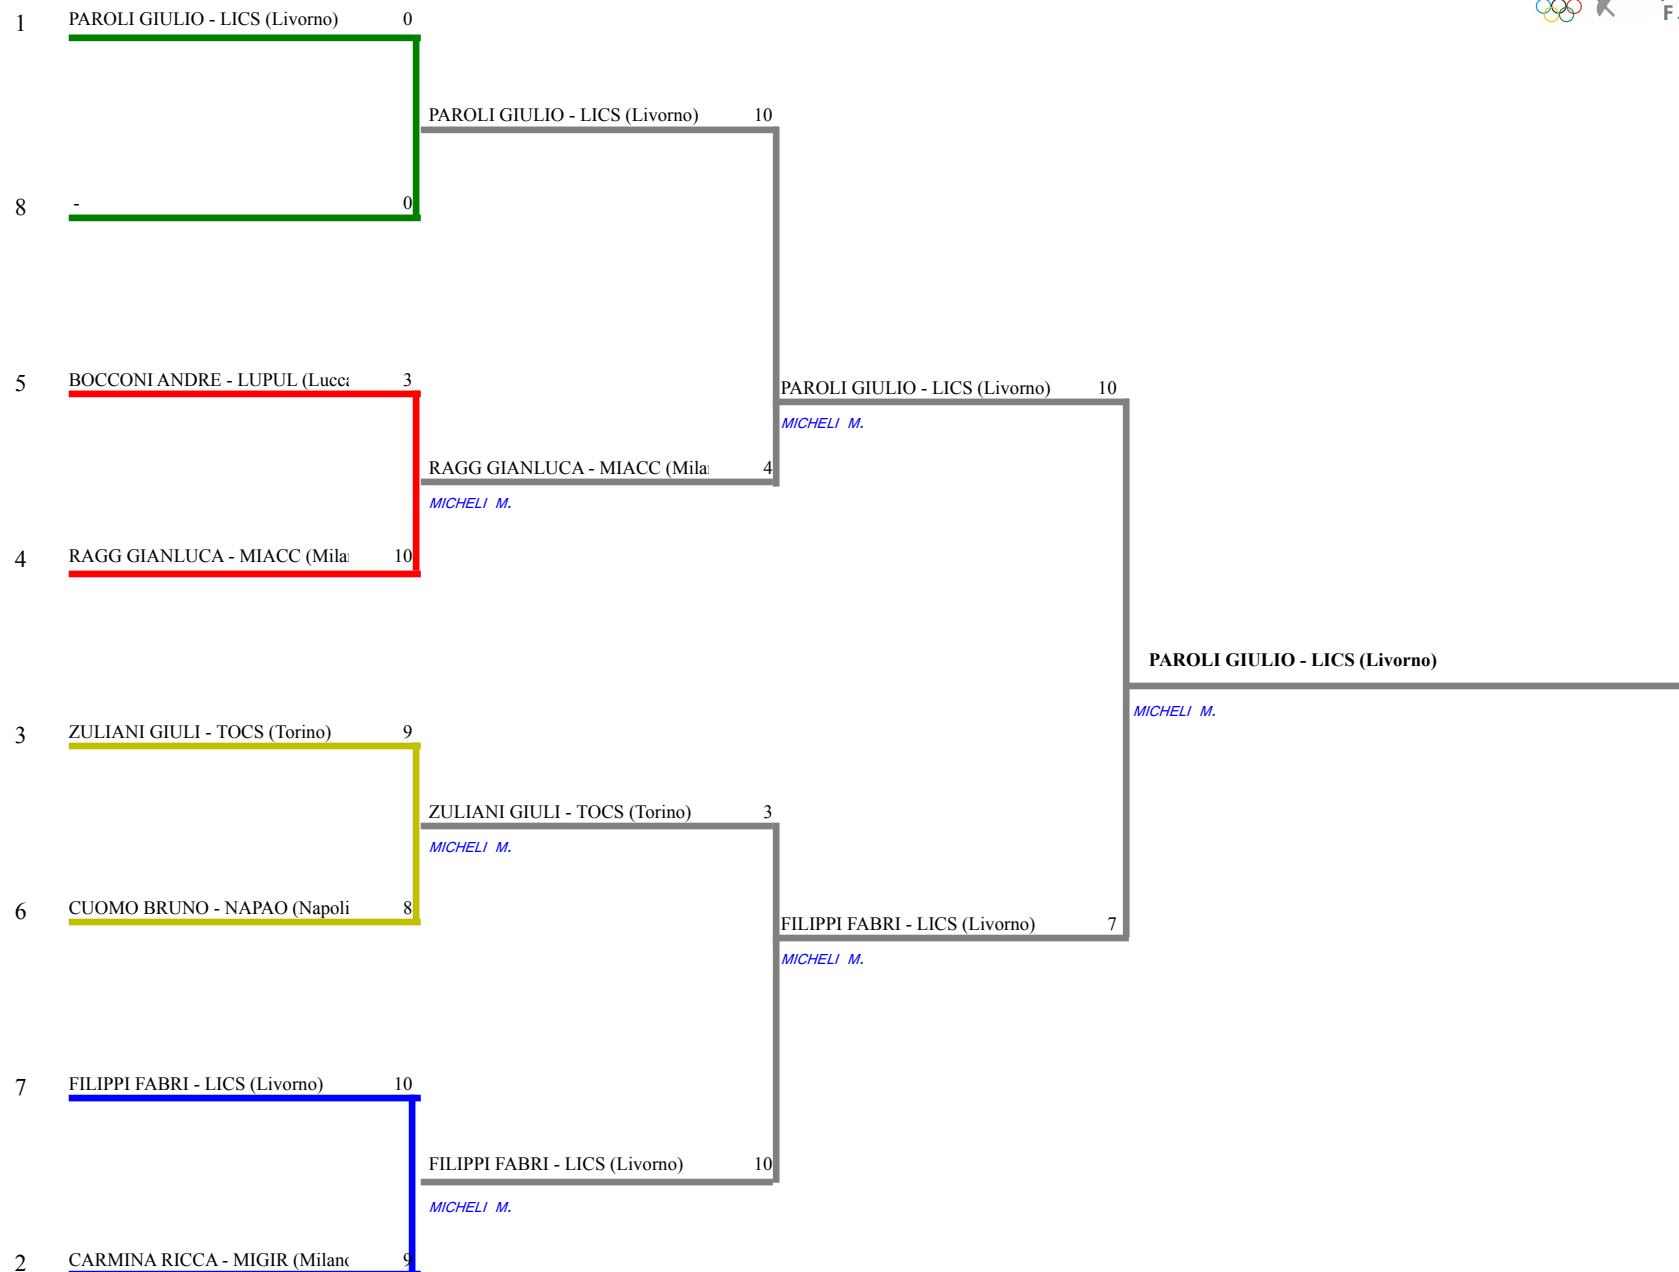 F
1 PAROLI GIULIO - LICS (Livorno) 0
PAROLI GIULIO - LICS (Livorno) 10
8 - 0
5 BOCCONI ANDRE - LUPUL (Lucca 3
PAROLI GIULIO - LICS (Livorno) 10
MICHELI M.
RAGG GIANLUCA - MIACC (Mila 4
MICHELI M.
4 RAGG GIANLUCA - MIACC (Mila 10
PAROLI GIULIO - LICS (Livorno)
MICHELI M.
3 ZULIANI GIULI - TOCS (Torino) 9
ZULIANI GIULI - TOCS (Torino) 3
MICHELI M.
6 CUOMO BRUNO - NAPAO (Napoli 8
FILIPPI FABRI - LICS (Livorno) 7
MICHELI M.
7 FILIPPI FABRI - LICS (Livorno) 10
FILIPPI FABRI - LICS (Livorno) 10
MICHELI M.
2 CARMINA RICCA - MIGIR (Milano 9